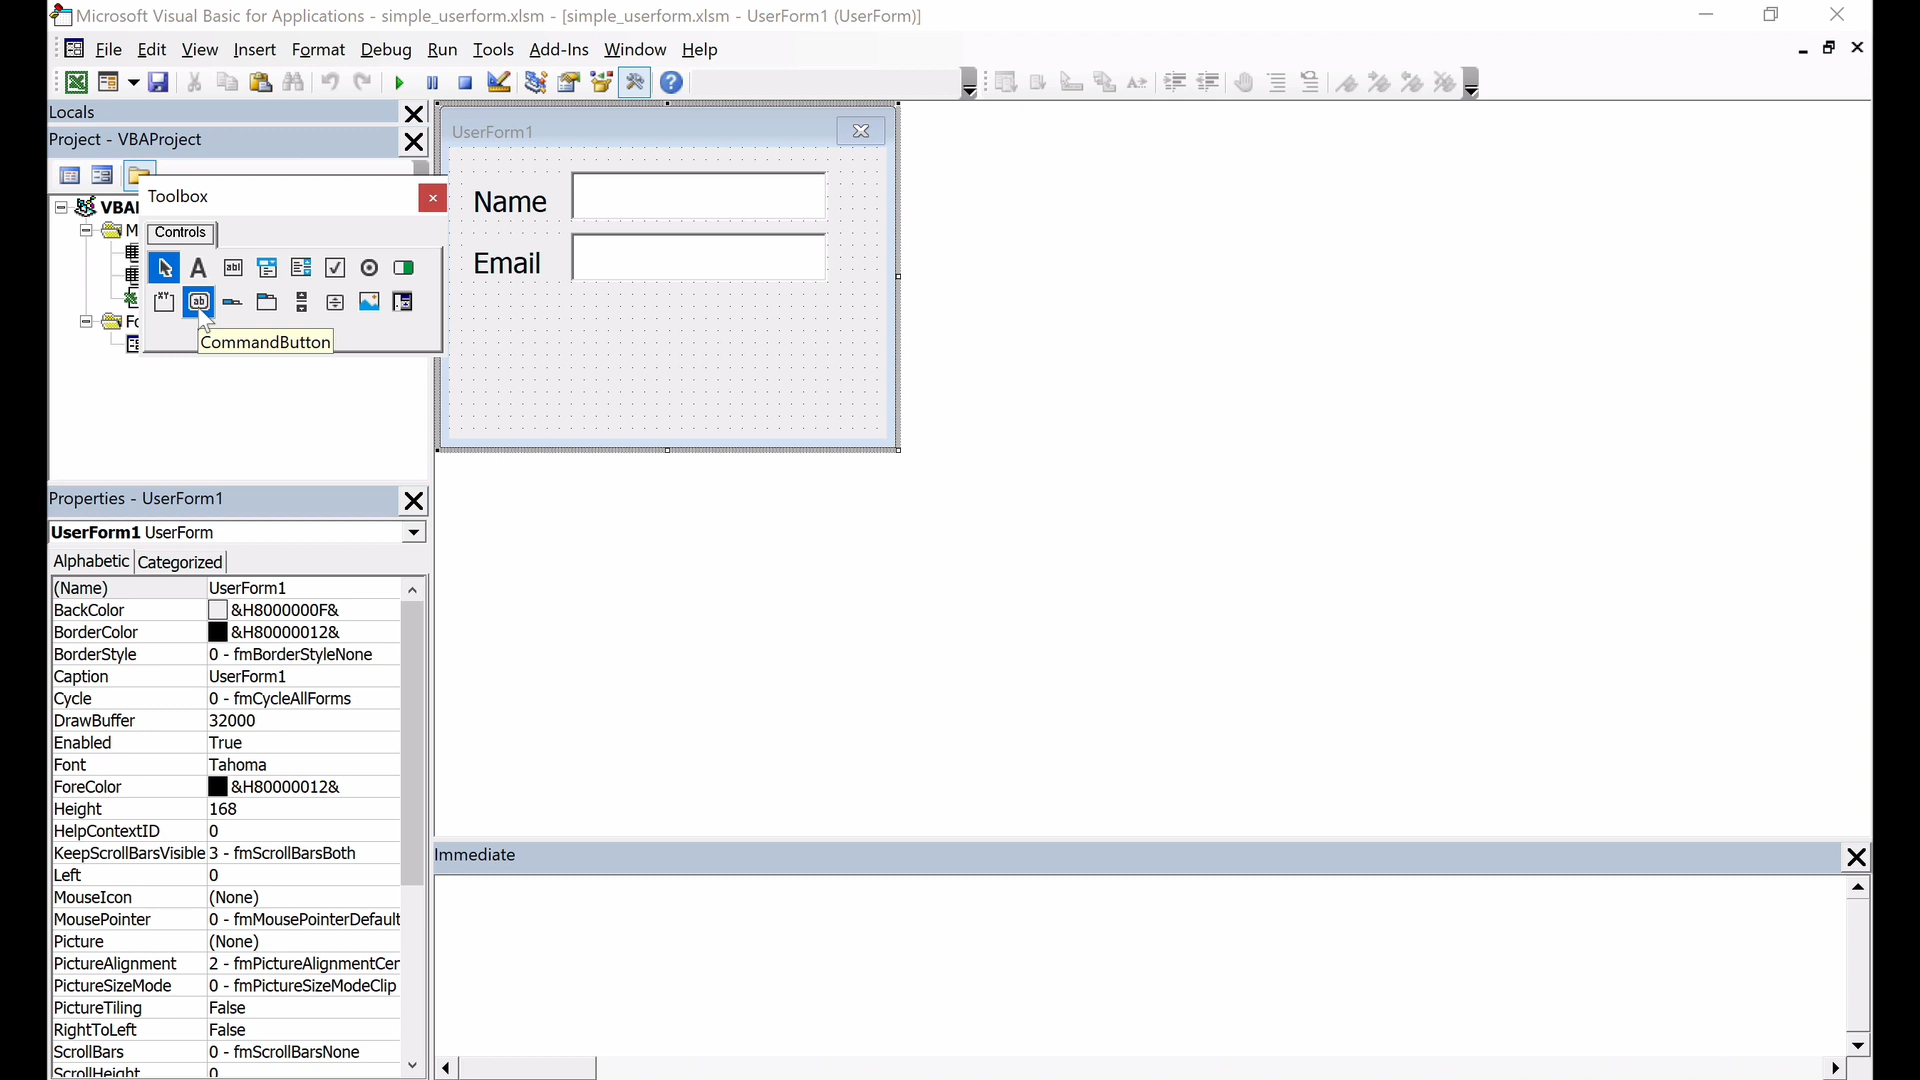 Microsoft Visual Basic for Applications - simple_userform.xlsm - [simple_userform.xlsm - UserForm1 (UserForm)]
File Edit View Insert Format Debug Run Tools Add-Ins Window Help
Locals
Project - VBAProject
Toolbox
Controls
CommandButton
UserForm1
Name
Email
Properties - UserForm1
UserForm1 UserForm
Alphabetic Categorized
(Name) UserForm1
BackColor &H8000000F&
BorderColor &H80000012&
BorderStyle 0 - fmBorderStyleNone
Caption UserForm1
Cycle 0 - fmCycleAllForms
DrawBuffer 32000
Enabled True
Font Tahoma
ForeColor &H80000012&
Height 168
HelpContextID 0
KeepScrollBarsVisible 3 - fmScrollBarsBoth
Left 0
MouseIcon (None)
MousePointer 0 - fmMousePointerDefault
Picture (None)
PictureAlignment 2 - fmPictureAlignmentCer
PictureSizeMode 0 - fmPictureSizeModeClip
PictureTiling False
RightToLeft False
ScrollBars 0 - fmScrollBarsNone
ScrollHeight 0
Immediate